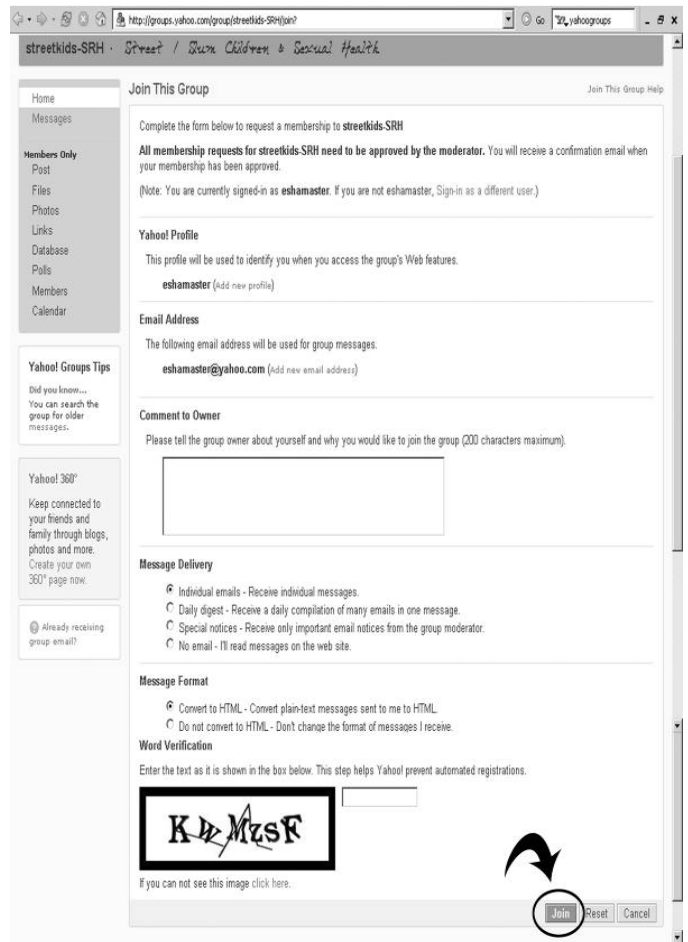 http://groups.yahoo.com/group/streetkids-SRH/join?
Go
yahoogroups
streetkids-SRH · Street / Slum Children & Sexual Health
Home
Messages
Members Only
Post
Files
Photos
Links
Database
Polls
Members
Calendar
Yahoo! Groups Tips
Did you know...
You can search the
group for older
messages.
Yahoo! 360°
Keep connected to
your friends and
family through blogs,
photos and more.
Create your own
360° page now.
Already receiving
group email?
Join This Group
Join This Group Help
Complete the form below to request a membership to streetkids-SRH
All membership requests for streetkids-SRH need to be approved by the moderator. You will receive a confirmation email when
your membership has been approved.
(Note: You are currently signed-in as eshamaster. If you are not eshamaster, Sign-in as a different user.)
Yahoo! Profile
This profile will be used to identify you when you access the group's Web features.
eshamaster (Add new profile)
Email Address
The following email address will be used for group messages.
eshamaster@yahoo.com (Add new email address)
Comment to Owner
Please tell the group owner about yourself and why you would like to join the group (200 characters maximum).
Message Delivery
Individual emails - Receive individual messages.
Daily digest - Receive a daily compilation of many emails in one message.
Special notices - Receive only important email notices from the group moderator.
No email - I'll read messages on the web site.
Message Format
Convert to HTML - Convert plain-text messages sent to me to HTML.
Do not convert to HTML - Don't change the format of messages I receive.
Word Verification
Enter the text as it is shown in the box below. This step helps Yahoo! prevent automated registrations.
KWMZSF
If you can not see this image click here.
Join Reset Cancel